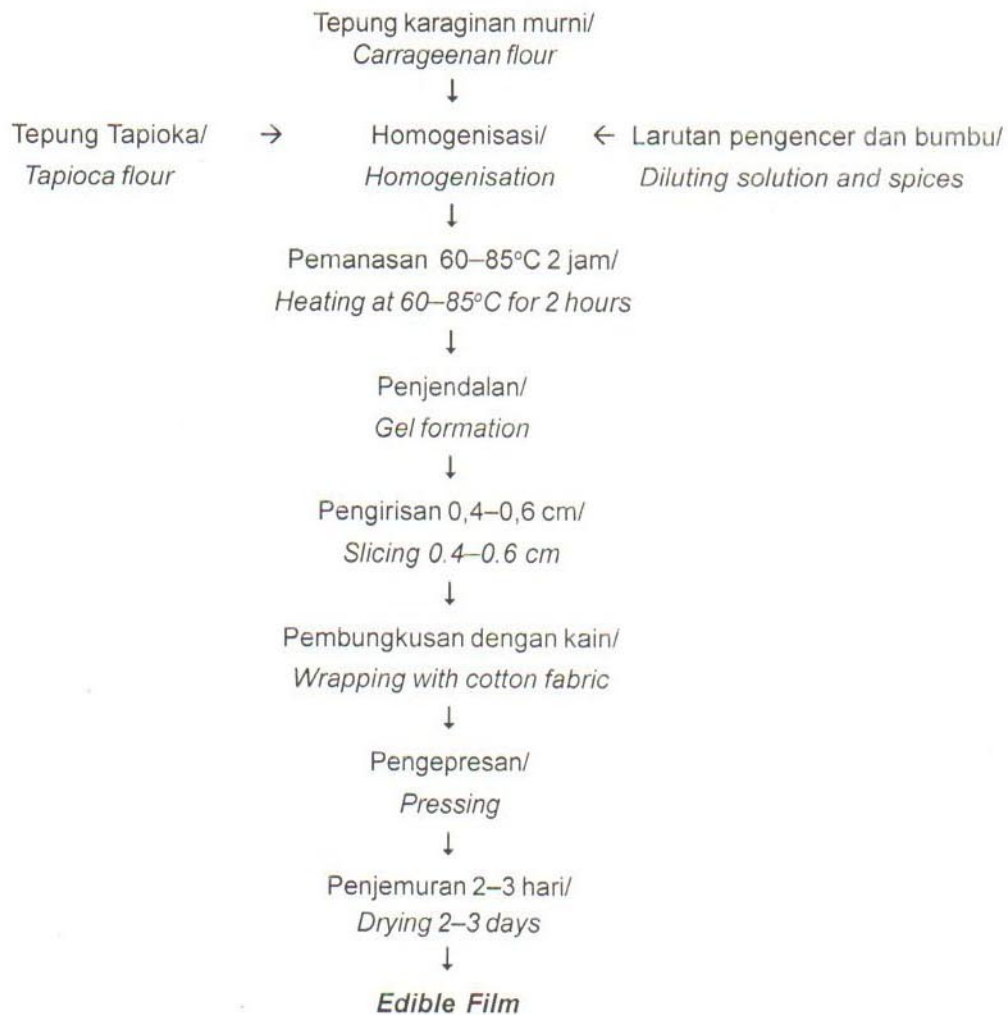 Tepung karaginan murni/
Carrageenan flour
↓
Tepung Tapioka/ → Homogenisasi/ ← Larutan pengencer dan bumbu/
Tapioca flour Homogenisation Diluting solution and spices
↓
Pemanasan 60–85°C 2 jam/
Heating at 60–85°C for 2 hours
↓
Penjendalan/
Gel formation
↓
Pengirisan 0,4–0,6 cm/
Slicing 0.4–0.6 cm
↓
Pembungkusan dengan kain/
Wrapping with cotton fabric
↓
Pengepresan/
Pressing
↓
Penjemuran 2–3 hari/
Drying 2–3 days
↓
Edible Film